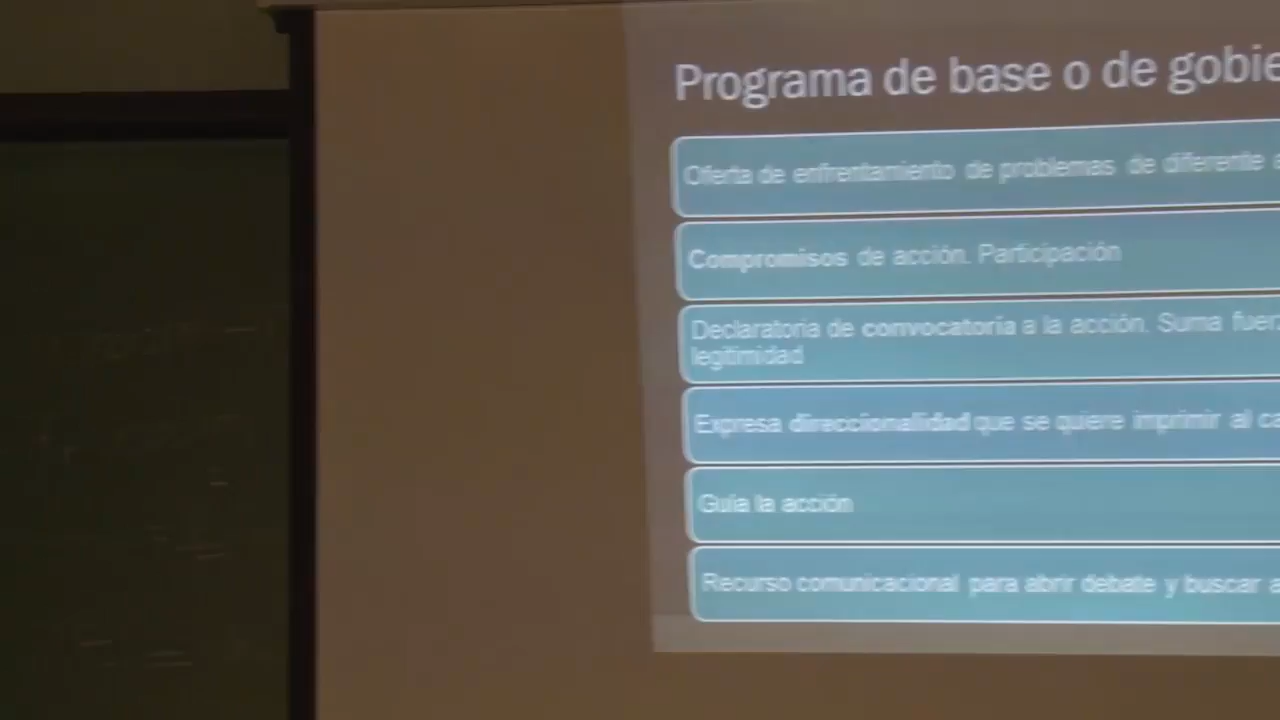 Programa de base o de gobie
Oferta de enfrentamiento de problemas de diferente
Compromisos de acción. Participación
Declaratoria de convocatoria a la acción. Suma fuer
legitimidad
Expresa direccionalidad que se quiere imprimir al ca
Guía la acción
Recurso comunicacional para abrir debate y buscar a